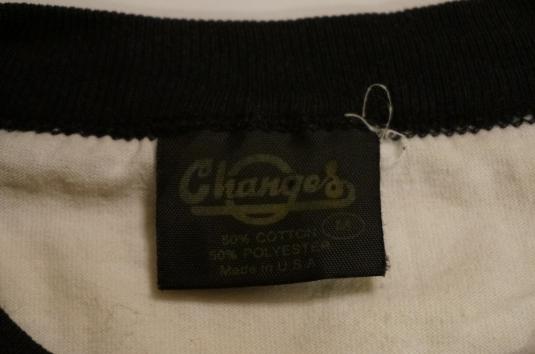 Changes
50% COTTON M
50% POLYESTER
Made in U.S.A